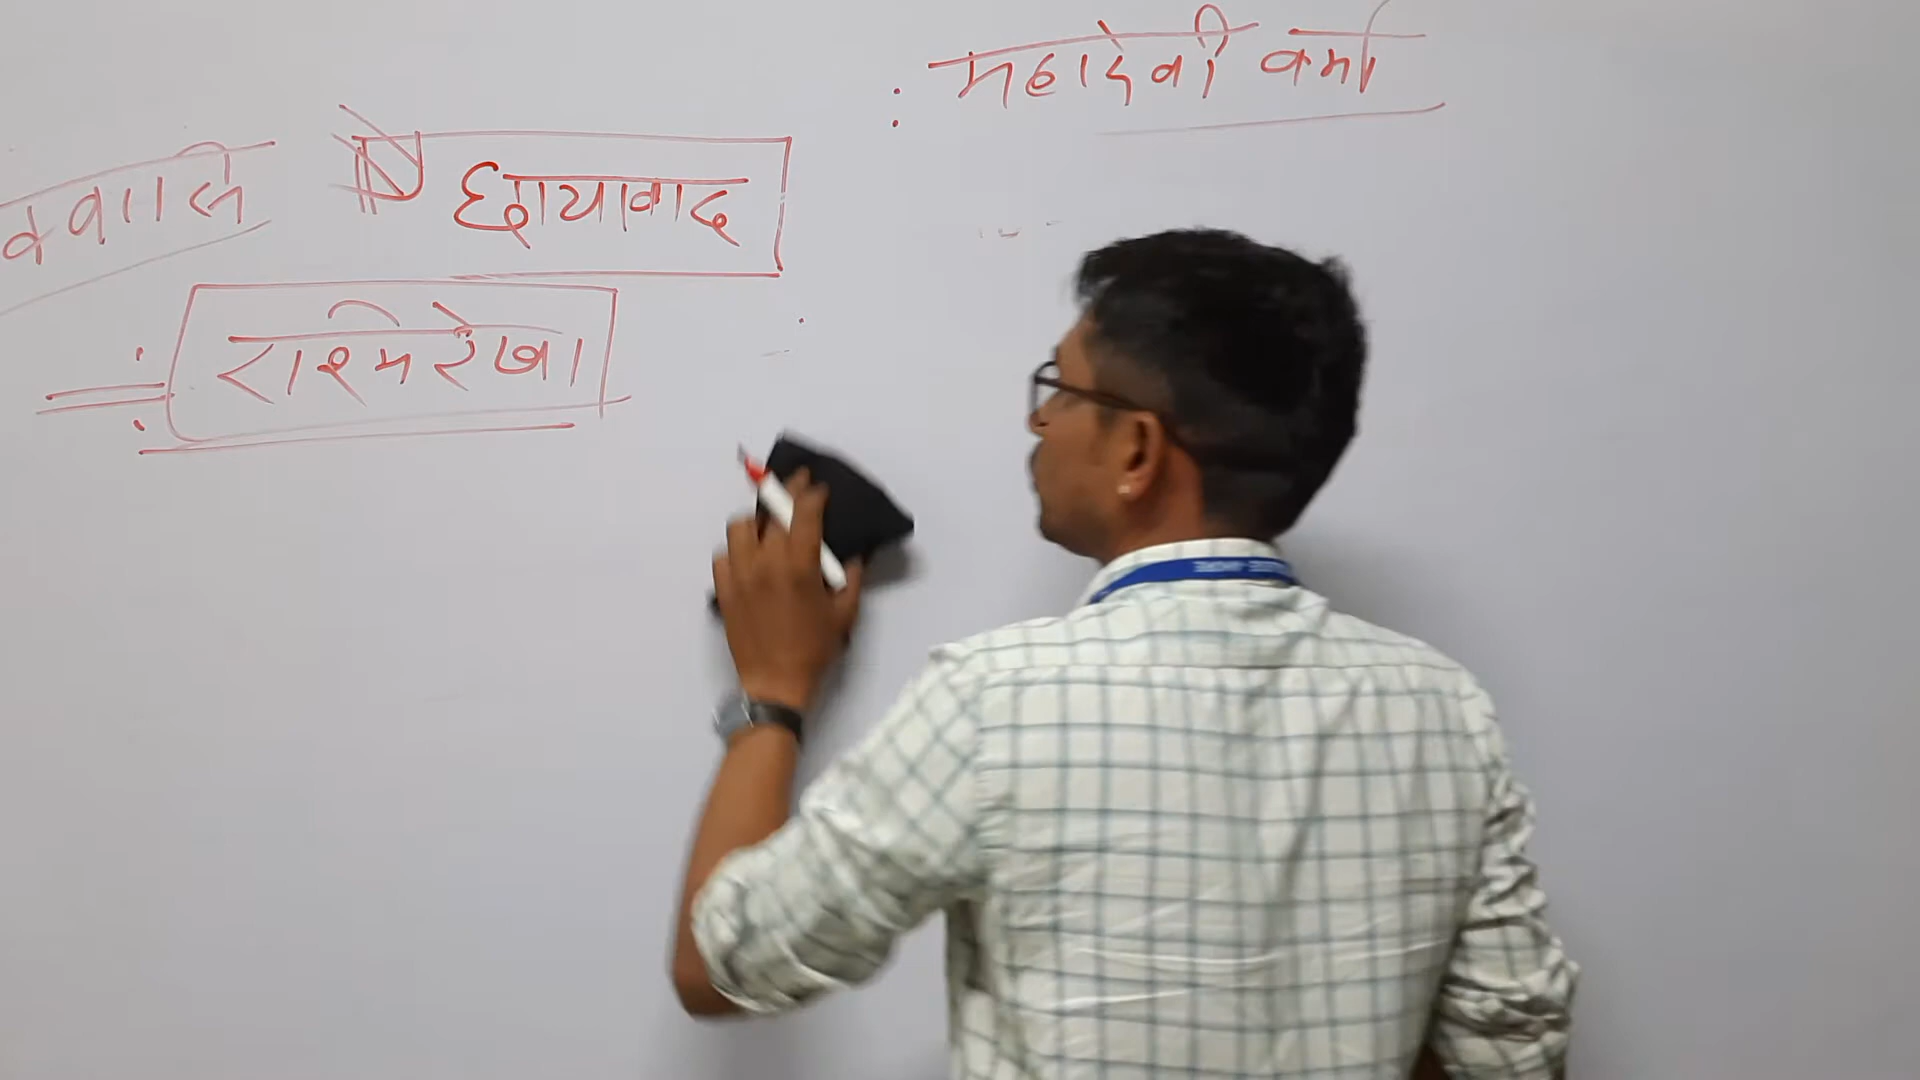 : महादेवी वर्मा
क्वासि छायावाद
: रश्मिरेखा